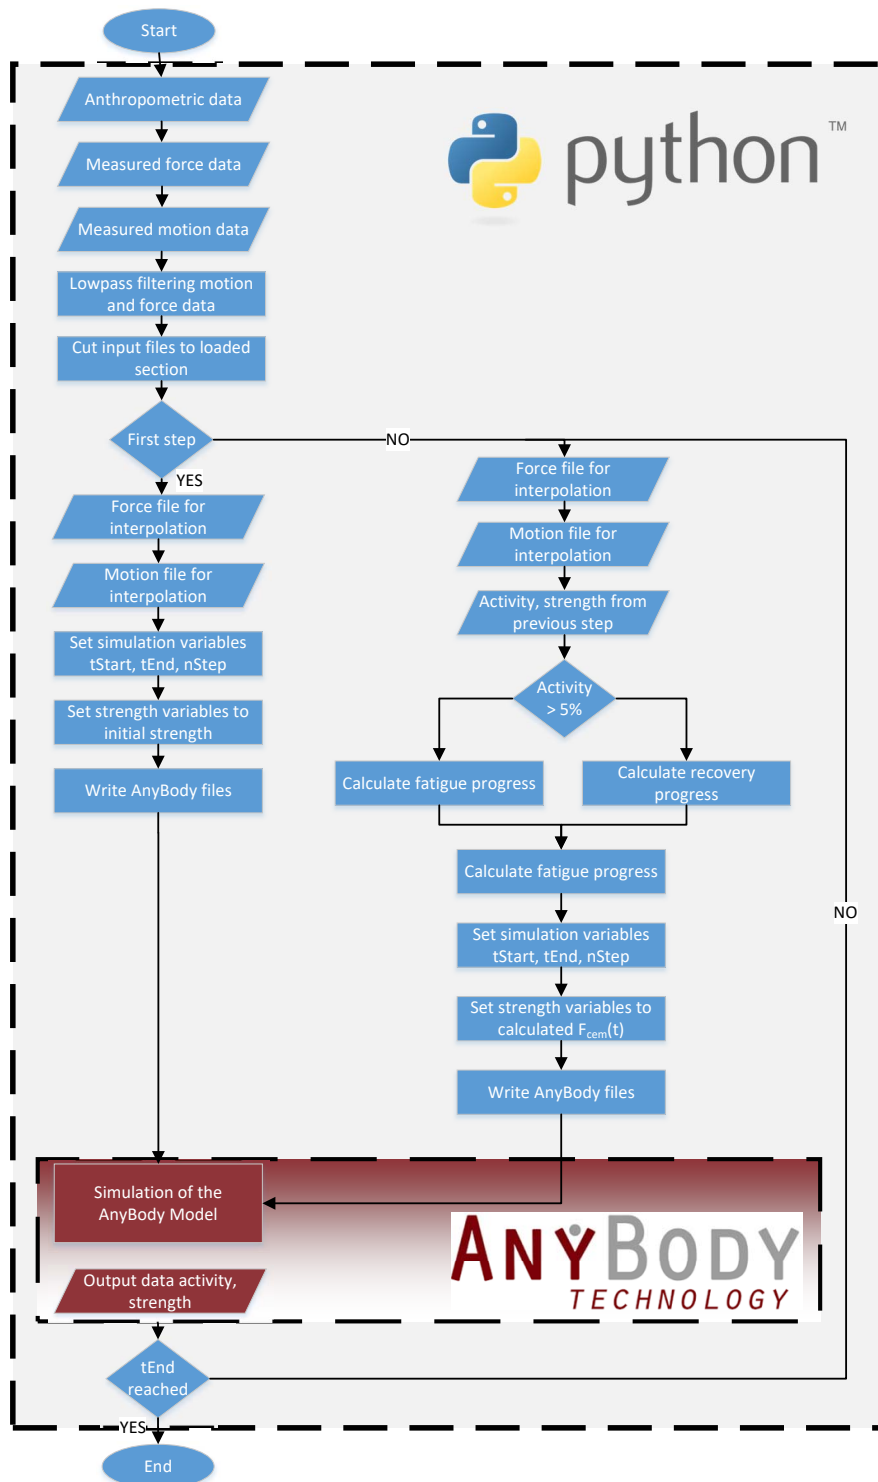 Start
Anthropometric data
Measured force data
Measured motion data
Lowpass filtering motion
and force data
Cut input files to loaded
section
First step
YES
Force file for
interpolation
Motion file for
interpolation
Set simulation variables
tStart, tEnd, nStep
Set strength variables to
initial strength
Write AnyBody files
python™
NO
Force file for
interpolation
Motion file for
interpolation
Activity, strength from
previous step
Activity
> 5%
Calculate fatigue progress
Calculate recovery
progress
Calculate fatigue progress
Set simulation variables
tStart, tEnd, nStep
Set strength variables to
calculated Fcem(t)
Write AnyBody files
NO
Simulation of the
AnyBody Model
Output data activity,
strength
ANYBODY
TECHNOLOGY
tEnd
reached
YES
End